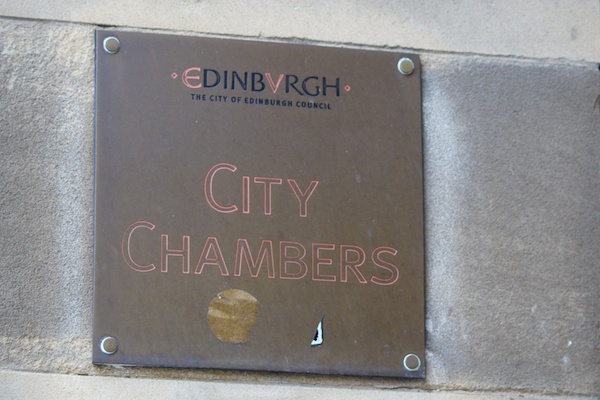 EDINBVRGH
THE CITY OF EDINBURGH COUNCIL
CITY
CHAMBERS